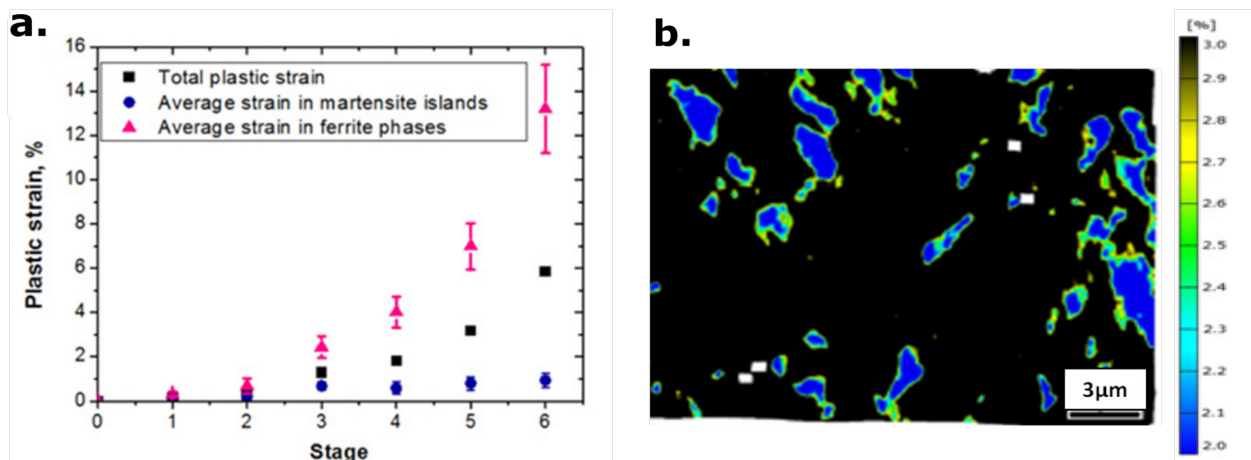 a.
16
14
12
10
8
6
4
2
0
Plastic strain, %
Total plastic strain
Average strain in martensite islands
Average strain in ferrite phases
0 1 2 3 4 5 6
Stage
b.
3µm
[%]
3.0
2.9
2.8
2.7
2.6
2.5
2.4
2.3
2.2
2.1
2.0